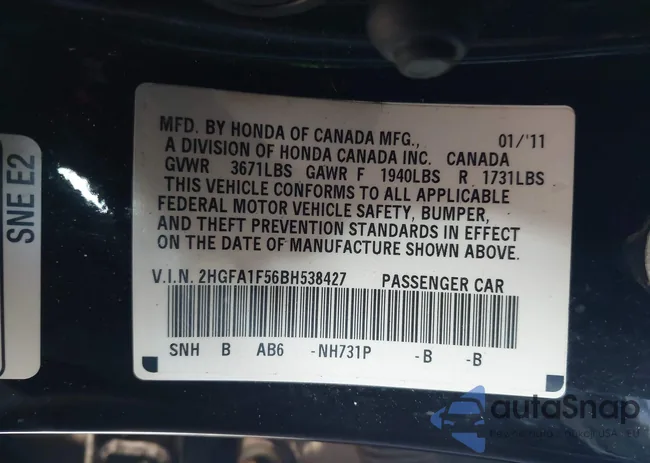 SNE E2
MFD. BY HONDA OF CANADA MFG., 01/'11
A DIVISION OF HONDA CANADA INC. CANADA
GVWR 3671LBS GAWR F 1940LBS R 1731LBS
THIS VEHICLE CONFORMS TO ALL APPLICABLE
FEDERAL MOTOR VEHICLE SAFETY, BUMPER,
AND THEFT PREVENTION STANDARDS IN EFFECT
ON THE DATE OF MANUFACTURE SHOWN ABOVE.
V.I.N. 2HGFA1F56BH538427 PASSENGER CAR
SNH B AB6 -NH731P -B -B
autoSnap